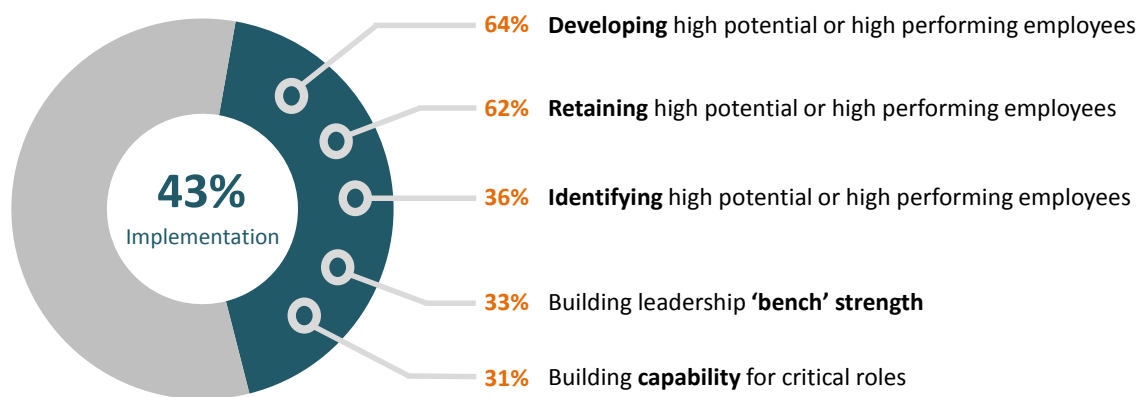 64% Developing high potential or high performing employees
62% Retaining high potential or high performing employees
43%
Implementation
36% Identifying high potential or high performing employees
33% Building leadership ‘bench’ strength
31% Building capability for critical roles